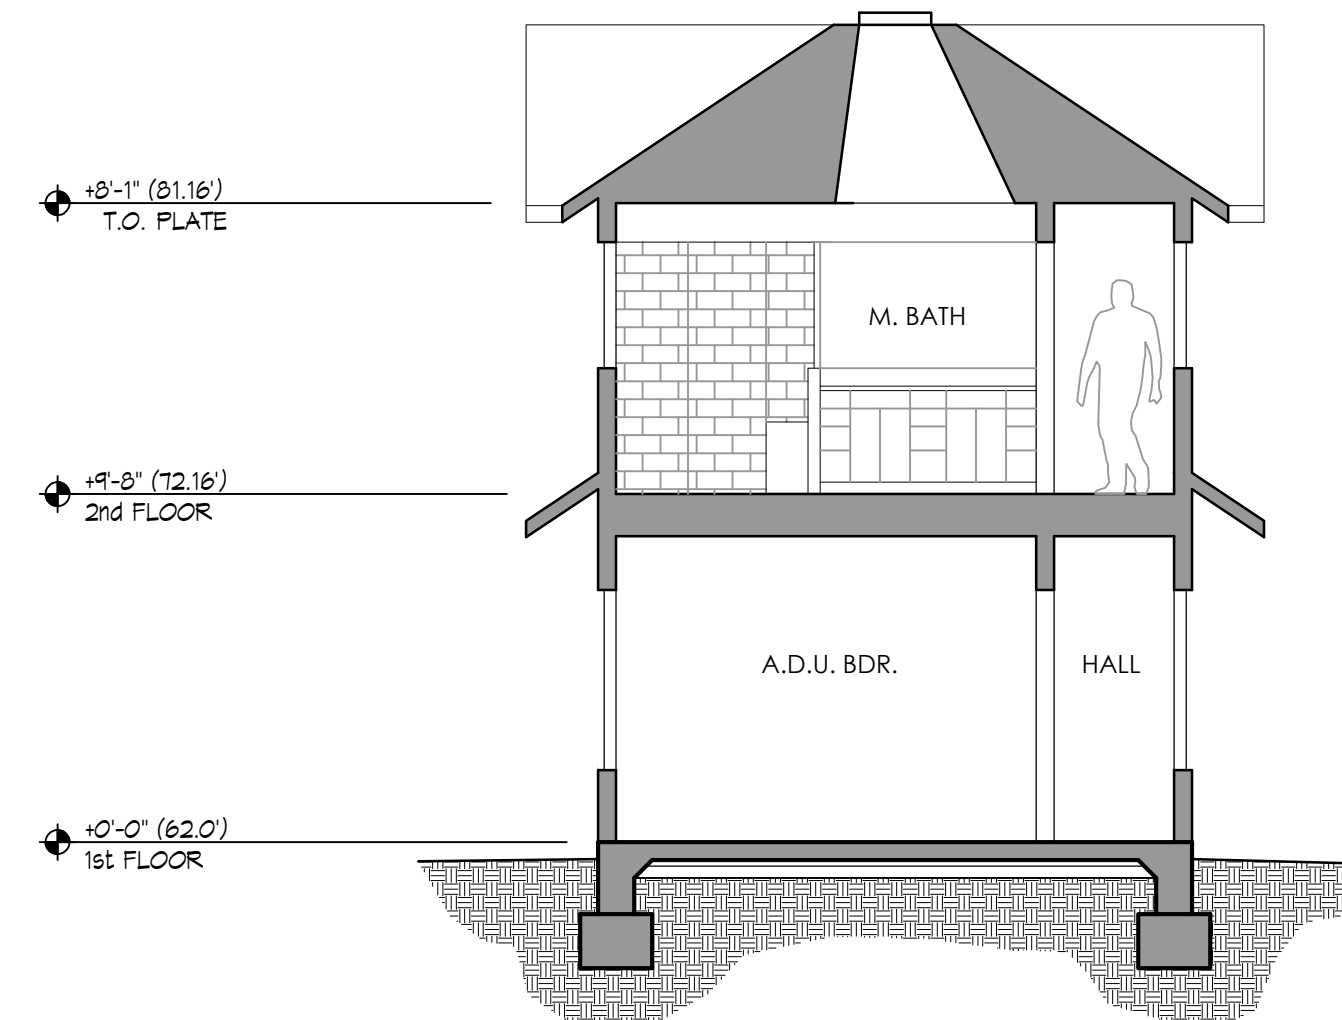 +8'-1" (81.16')
T.O. PLATE
M. BATH
+9'-8" (72.16')
2nd FLOOR
A.D.U. BDR.
HALL
+0'-0" (62.0')
1st FLOOR